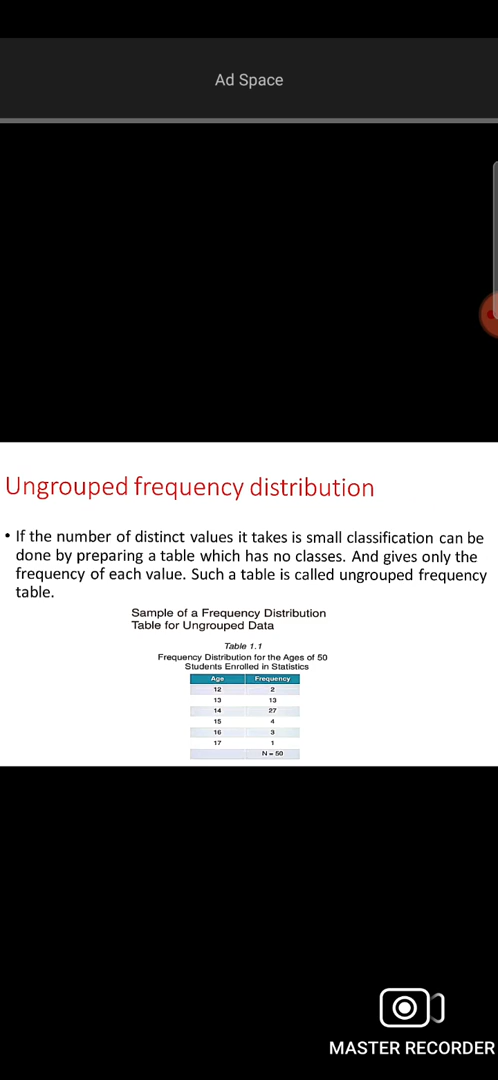 Ad Space
Ungrouped frequency distribution
• If the number of distinct values it takes is small classification can be
done by preparing a table which has no classes. And gives only the
frequency of each value. Such a table is called ungrouped frequency
table.
Sample of a Frequency Distribution
Table for Ungrouped Data
Table 1.1
Frequency Distribution for the Ages of 50
Students Enrolled in Statistics
Age Frequency
12 2
13 13
14 27
15 4
16 3
17 1
N = 50
MASTER RECORDER